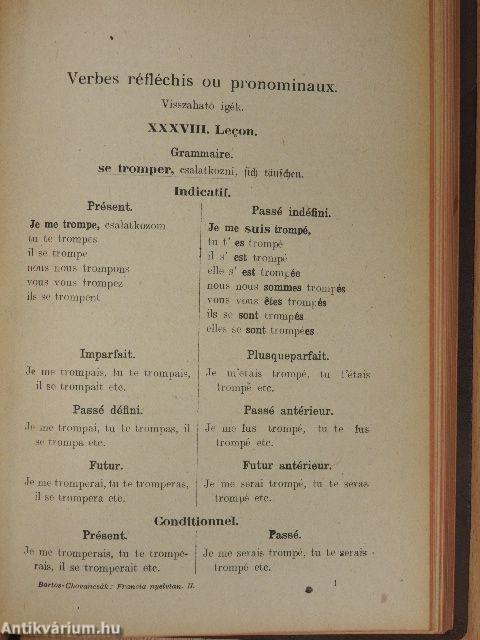 Verbes réfléchis ou pronominaux.
Visszaható igék.
XXXVIII. Leçon.
Grammaire.
se tromper, csalatkozni, sich täuschen.
Indicatif.
Présent.
Je me trompe, csalatkozom
tu te trompes
il se trompe
nous nous trompons
vous vous trompez
ils se trompent
Passé indéfini.
Je me suis trompé,
tu t' es trompé
il s' est trompé
elle s' est trompée
nous nous sommes trompés
vous vous êtes trompés
ils se sont trompés
elles se sont trompées
Imparfait.
Je me trompais, tu te trompais,
il se trompait etc.
Plusqueparfait.
Je m'etais trompé, tu t'étais
trompé etc.
Passé défini.
Je me trompai, tu te trompas, il
se trompa etc.
Passé antérieur.
Je me fus trompé, tu te fus
trompé etc.
Futur.
Je me tromperai, tu te tromperas,
il se trompera etc.
Futur antérieur.
Je me serai trompé, tu te seras
trompé etc.
Conditionnel.
Présent.
Je me tromperais, tu te trompe-
rais, il se tromperait etc.
Passé.
Je me serais trompé, tu te serais
trompé etc.
Bartos-Chovancsák: Francia nyelvtan. II.
1
Antikvárium.hu